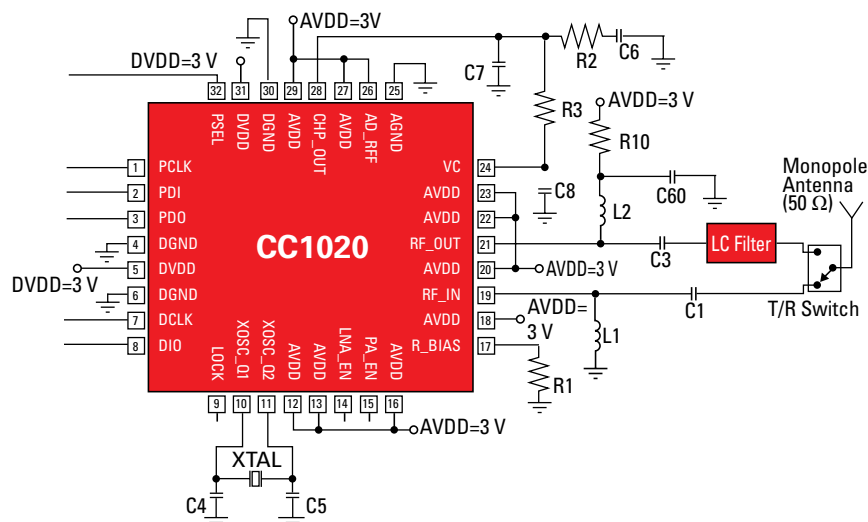 AVDD=3V
DVDD=3 V
C7
R2
C6
32 31 30 29 28 27 26 25
PSEL
DVDD
DGND
AVDD
CHP_OUT
AVDD
AD_RFF
AGND
R3
AVDD=3 V
R10
1 PCLK
2 PDI
3 PDO
4 DGND
5 DVDD
6 DGND
7 DCLK
8 DIO
DVDD=3 V
CC1020
VC 24
AVDD 23
AVDD 22
RF_OUT 21
AVDD 20
RF_IN 19
AVDD 18
R_BIAS 17
C8
L2
C60
Monopole
Antenna
(50 Ω)
C3
LC Filter
AVDD=3 V
C1
T/R Switch
AVDD=
3 V
L1
R1
LOCK
XOSC_Q1
XOSC_Q2
AVDD
AVDD
LNA_EN
PA_EN
AVDD
9 10 11 12 13 14 15 16
AVDD=3 V
XTAL
C4
C5